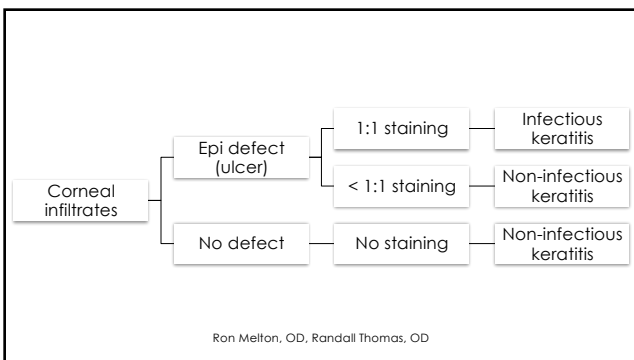 Corneal
infiltrates
Epi defect
(ulcer)
1:1 staining
Infectious
keratitis
< 1:1 staining
Non-infectious
keratitis
No defect
No staining
Non-infectious
keratitis
Ron Melton, OD, Randall Thomas, OD